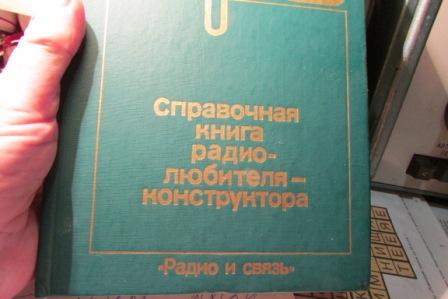 Справочная
книга
радио-
любителя-
конструктора
«Радио и связь»